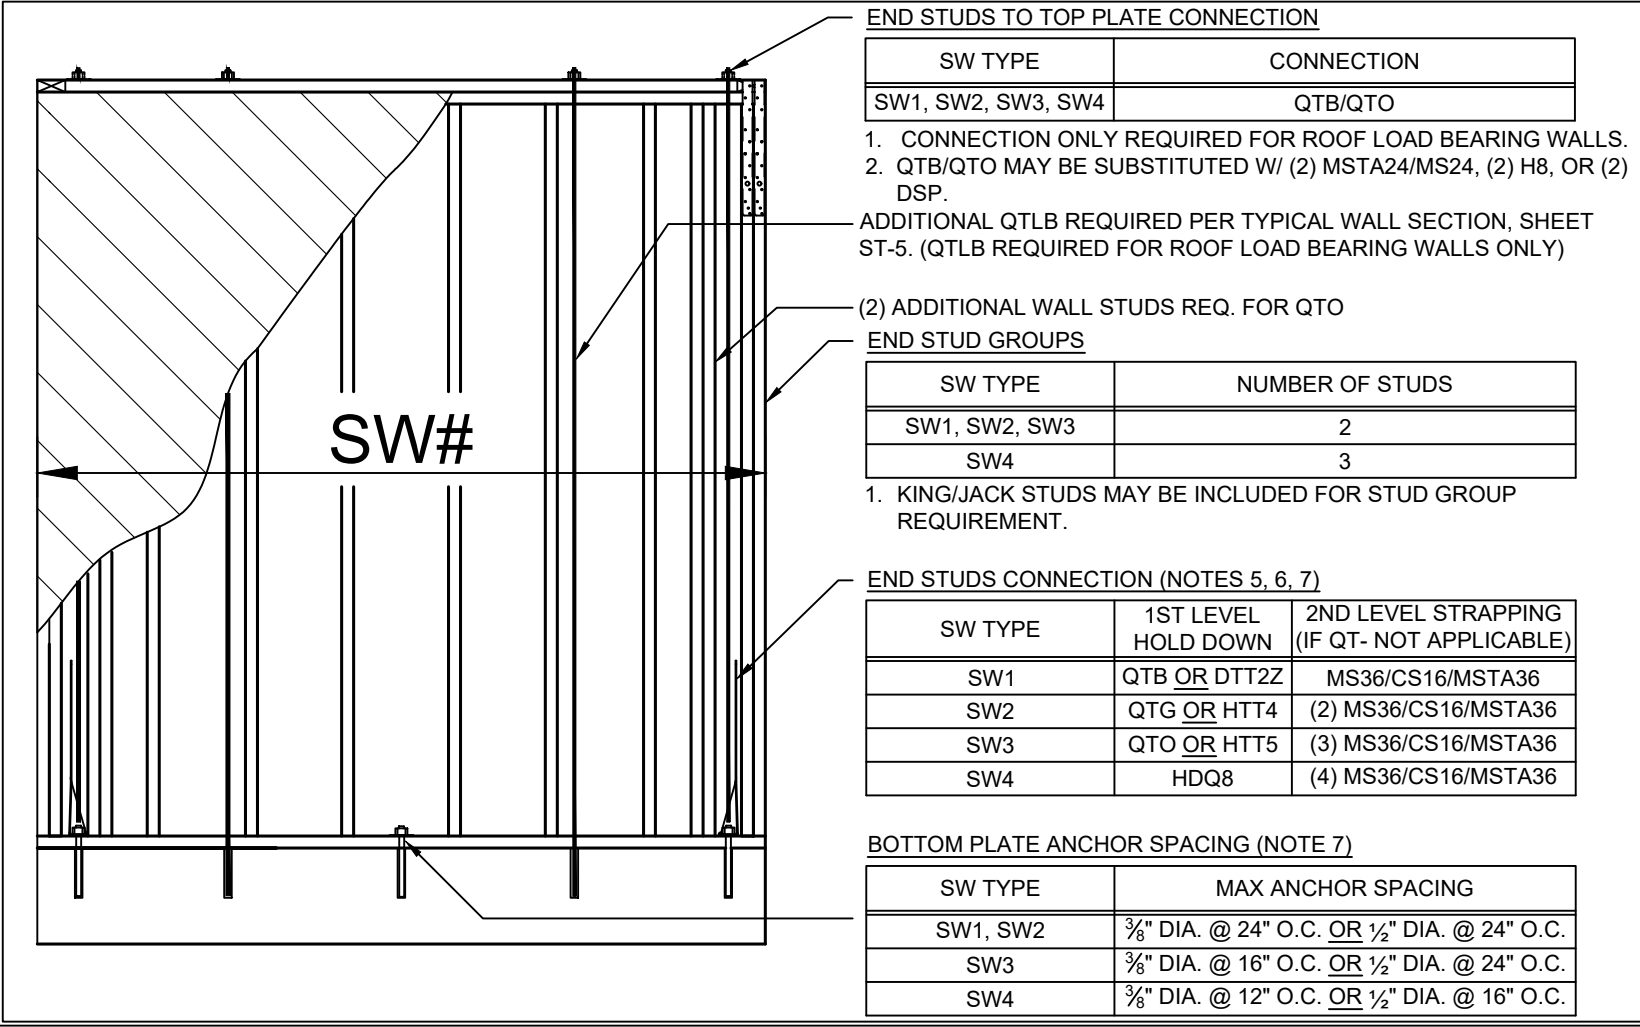 END STUDS TO TOP PLATE CONNECTION
SW TYPE CONNECTION
SW1, SW2, SW3, SW4 QTB/QTO
1. CONNECTION ONLY REQUIRED FOR ROOF LOAD BEARING WALLS.
2. QTB/QTO MAY BE SUBSTITUTED W/ (2) MSTA24/MS24, (2) H8, OR (2)
DSP.
ADDITIONAL QTLB REQUIRED PER TYPICAL WALL SECTION, SHEET
ST-5. (QTLB REQUIRED FOR ROOF LOAD BEARING WALLS ONLY)
(2) ADDITIONAL WALL STUDS REQ. FOR QTO
END STUD GROUPS
SW TYPE NUMBER OF STUDS
SW1, SW2, SW3 2
SW4 3
1. KING/JACK STUDS MAY BE INCLUDED FOR STUD GROUP
REQUIREMENT.
SW#
END STUDS CONNECTION (NOTES 5, 6, 7)
SW TYPE 1ST LEVEL HOLD DOWN 2ND LEVEL STRAPPING (IF QT- NOT APPLICABLE)
SW1 QTB OR DTT2Z MS36/CS16/MSTA36
SW2 QTG OR HTT4 (2) MS36/CS16/MSTA36
SW3 QTO OR HTT5 (3) MS36/CS16/MSTA36
SW4 HDQ8 (4) MS36/CS16/MSTA36
BOTTOM PLATE ANCHOR SPACING (NOTE 7)
SW TYPE MAX ANCHOR SPACING
SW1, SW2 ⅜" DIA. @ 24" O.C. OR ½" DIA. @ 24" O.C.
SW3 ⅜" DIA. @ 16" O.C. OR ½" DIA. @ 24" O.C.
SW4 ⅜" DIA. @ 12" O.C. OR ½" DIA. @ 16" O.C.